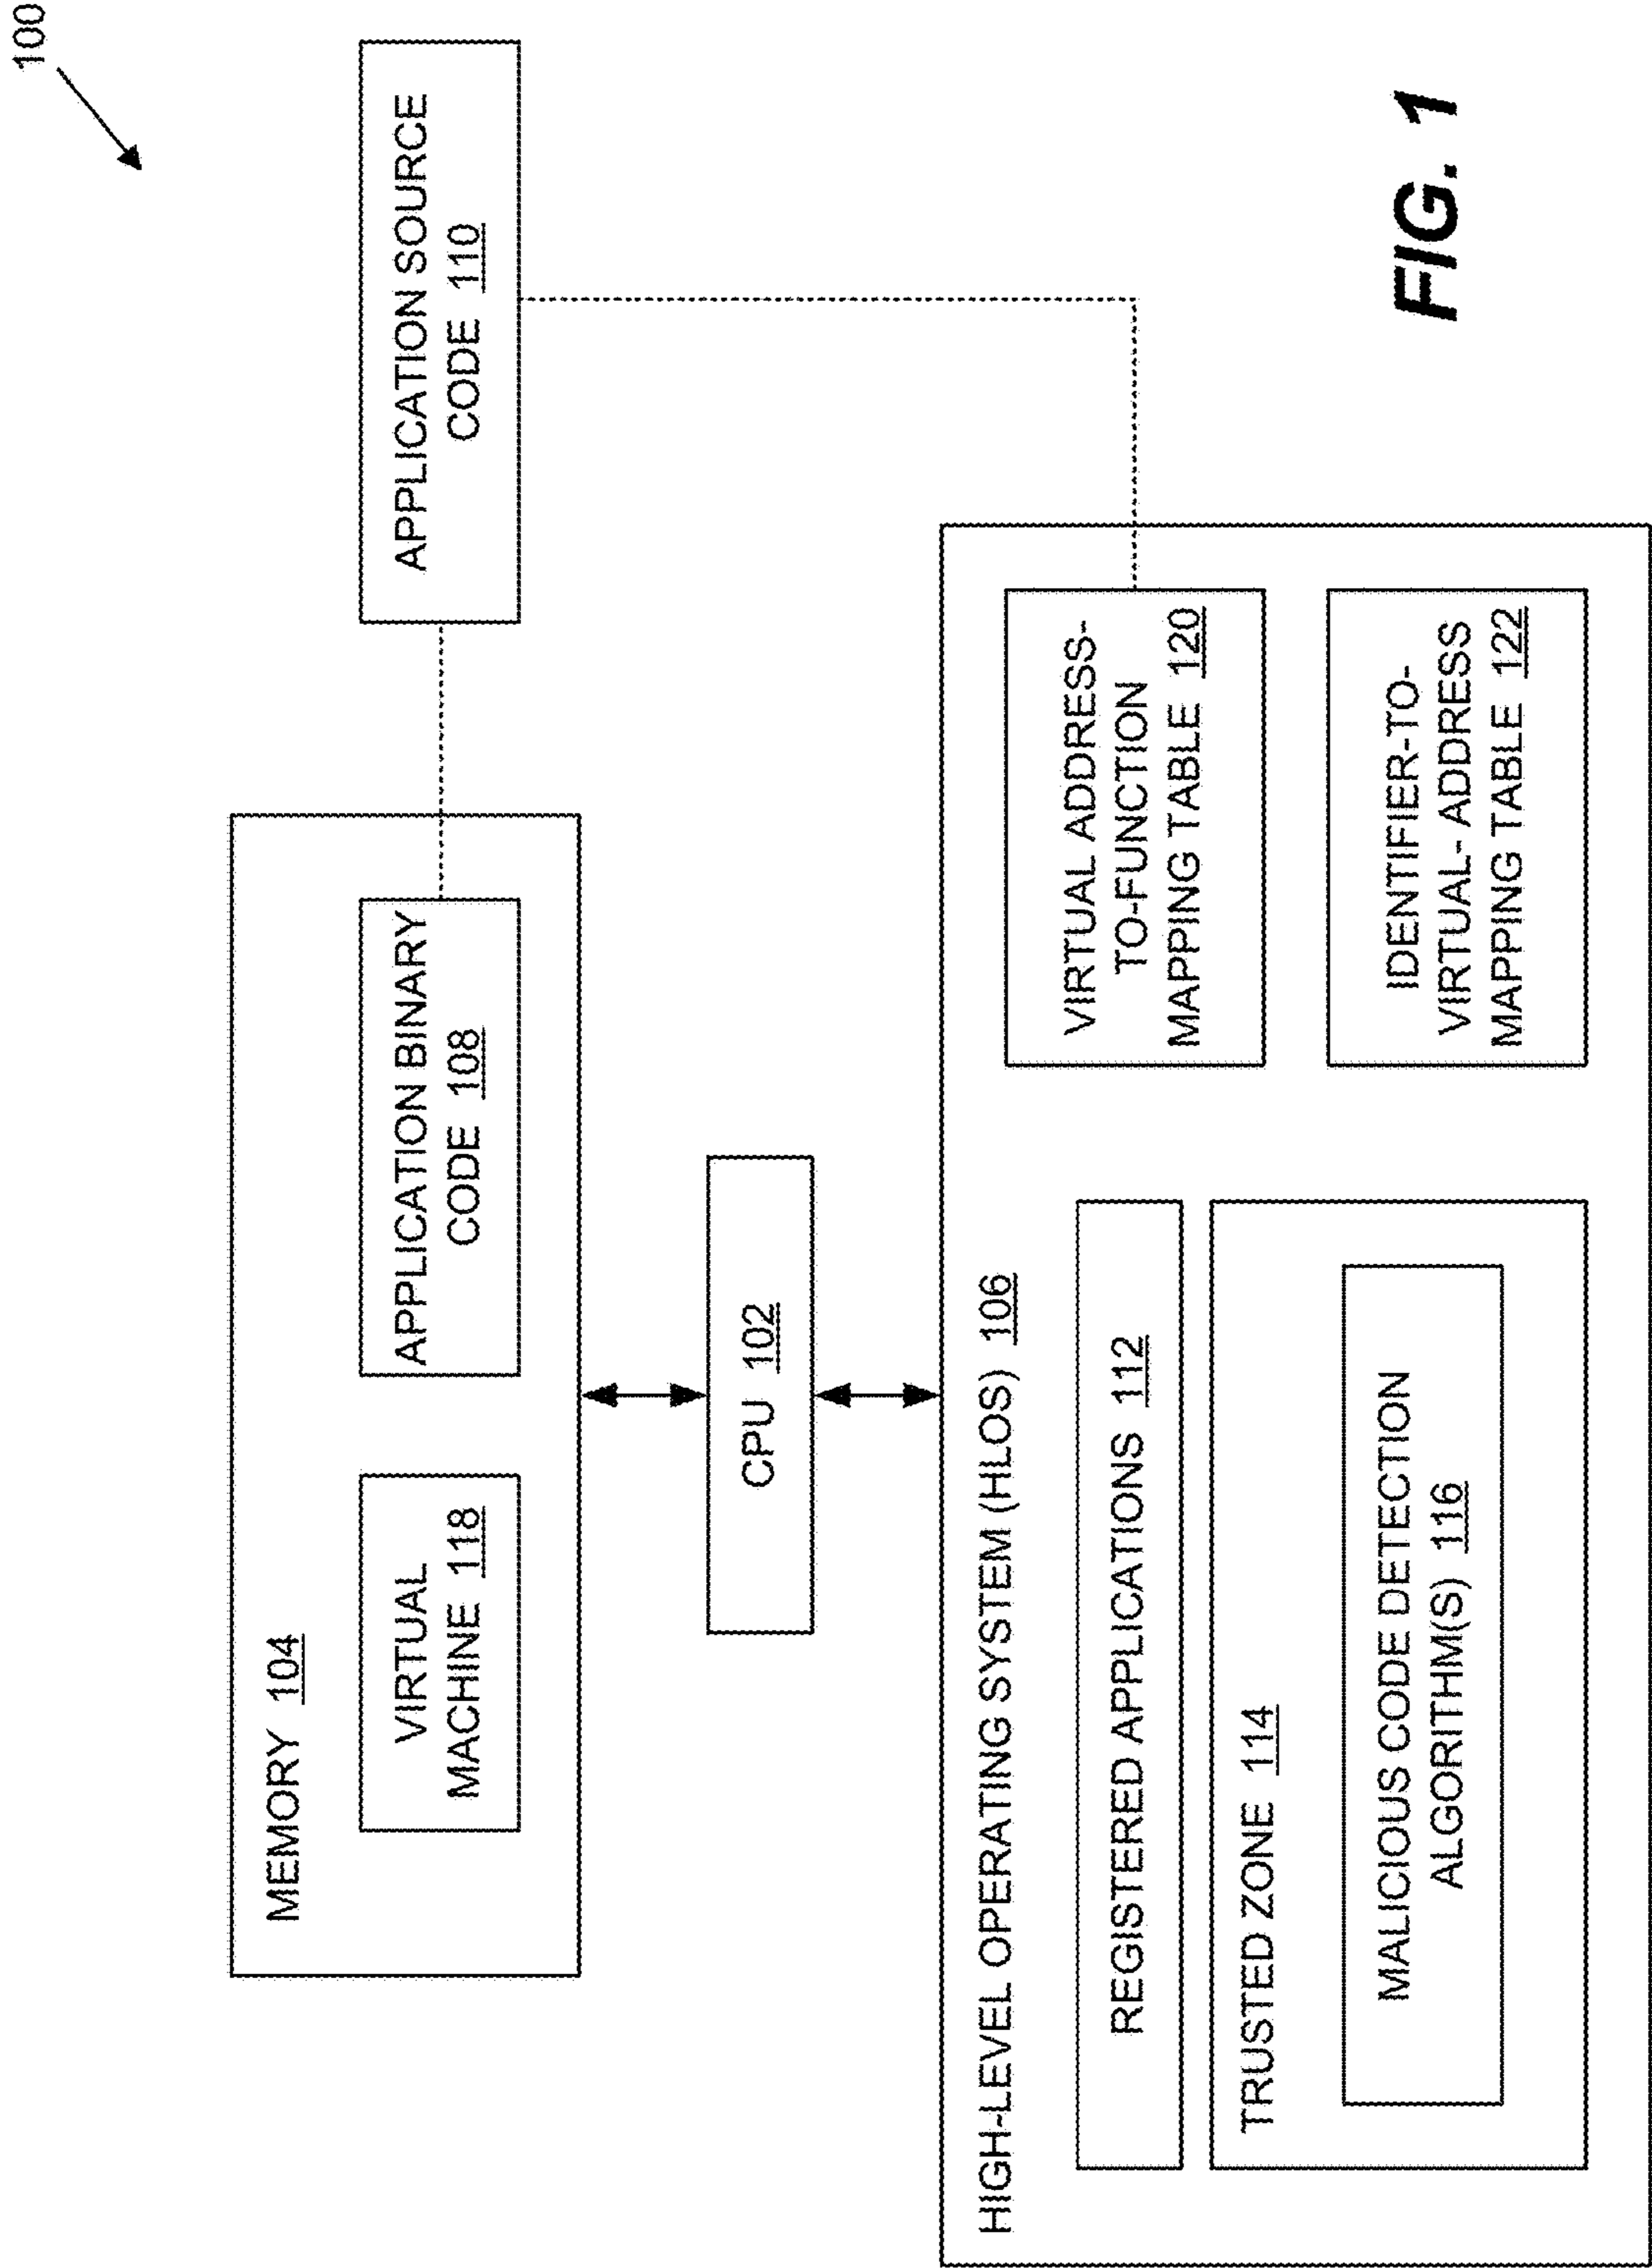 100
MEMORY 104
VIRTUAL
MACHINE 118
APPLICATION BINARY
CODE 108
APPLICATION SOURCE
CODE 110
CPU 102
HIGH-LEVEL OPERATING SYSTEM (HLOS) 106
REGISTERED APPLICATIONS 112
TRUSTED ZONE 114
MALICIOUS CODE DETECTION
ALGORITHM(S) 116
VIRTUAL ADDRESS-
TO-FUNCTION
MAPPING TABLE 120
IDENTIFIER-TO-
VIRTUAL- ADDRESS
MAPPING TABLE 122
FIG. 1